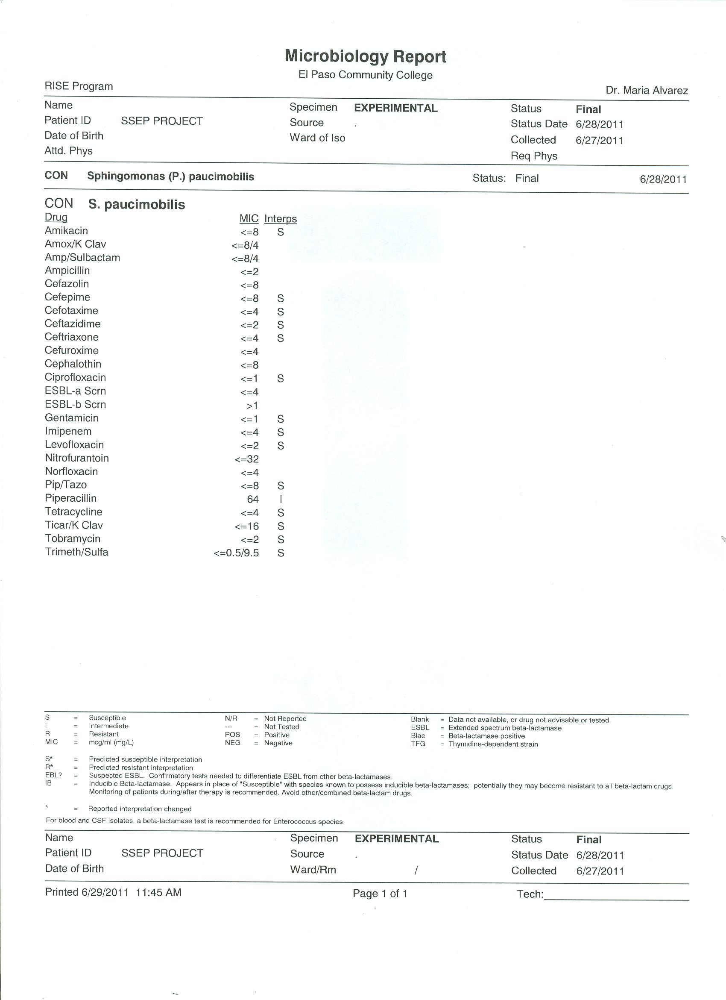 Microbiology Report
El Paso Community College
RISE Program Dr. Maria Alvarez
Name Specimen EXPERIMENTAL Status Final
Patient ID SSEP PROJECT Source . Status Date 6/28/2011
Date of Birth Ward of Iso Collected 6/27/2011
Attd. Phys Req Phys
CON Sphingomonas (P.) paucimobilis Status: Final 6/28/2011
CON S. paucimobilis
Drug MIC Interps
Amikacin <=8 S
Amox/K Clav <=8/4
Amp/Sulbactam <=8/4
Ampicillin <=2
Cefazolin <=8
Cefepime <=8 S
Cefotaxime <=4 S
Ceftazidime <=2 S
Ceftriaxone <=4 S
Cefuroxime <=4
Cephalothin <=8
Ciprofloxacin <=1 S
ESBL-a Scrn <=4
ESBL-b Scrn >1
Gentamicin <=1 S
Imipenem <=4 S
Levofloxacin <=2 S
Nitrofurantoin <=32
Norfloxacin <=4
Pip/Tazo <=8 S
Piperacillin 64 I
Tetracycline <=4 S
Ticar/K Clav <=16 S
Tobramycin <=2 S
Trimeth/Sulfa <=0.5/9.5 S
S = Susceptible N/R = Not Reported Blank = Data not available, or drug not advisable or tested
I = Intermediate --- = Not Tested ESBL = Extended spectrum beta-lactamase
R = Resistant POS = Positive Blac = Beta-lactamase positive
MIC = mcg/ml (mg/L) NEG = Negative TFG = Thymidine-dependent strain
S* = Predicted susceptible interpretation
R* = Predicted resistant interpretation
EBL? = Suspected ESBL. Confirmatory tests needed to differentiate ESBL from other beta-lactamases.
IB = Inducible Beta-lactamase. Appears in place of "Susceptible" with species known to possess inducible beta-lactamases; potentially they may become resistant to all beta-lactam drugs.
Monitoring of patients during/after therapy is recommended. Avoid other/combined beta-lactam drugs.
^ = Reported interpretation changed
For blood and CSF Isolates, a beta-lactamase test is recommended for Enterococcus species.
Name Specimen EXPERIMENTAL Status Final
Patient ID SSEP PROJECT Source . Status Date 6/28/2011
Date of Birth Ward/Rm / Collected 6/27/2011
Printed 6/29/2011 11:45 AM Page 1 of 1 Tech: